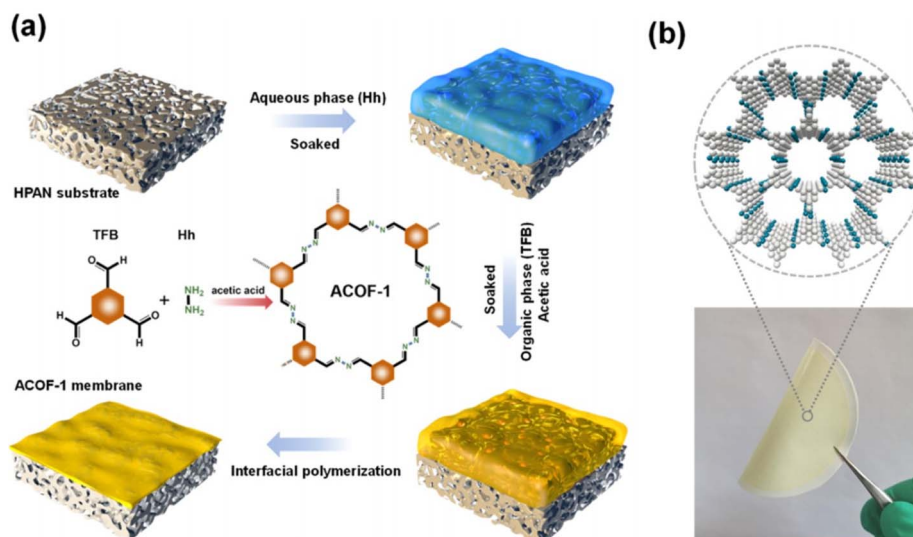 (a)
Aqueous phase (Hh)
Soaked
HPAN substrate
TFB
Hh
O
H
H
O
O
H
+
NH₂
NH₂
acetic acid
N
N
N
N
N
N
N
N
N
N
N
N
ACOF-1
Soaked
Organic phase (TFB)
Acetic acid
ACOF-1 membrane
Interfacial polymerization
(b)